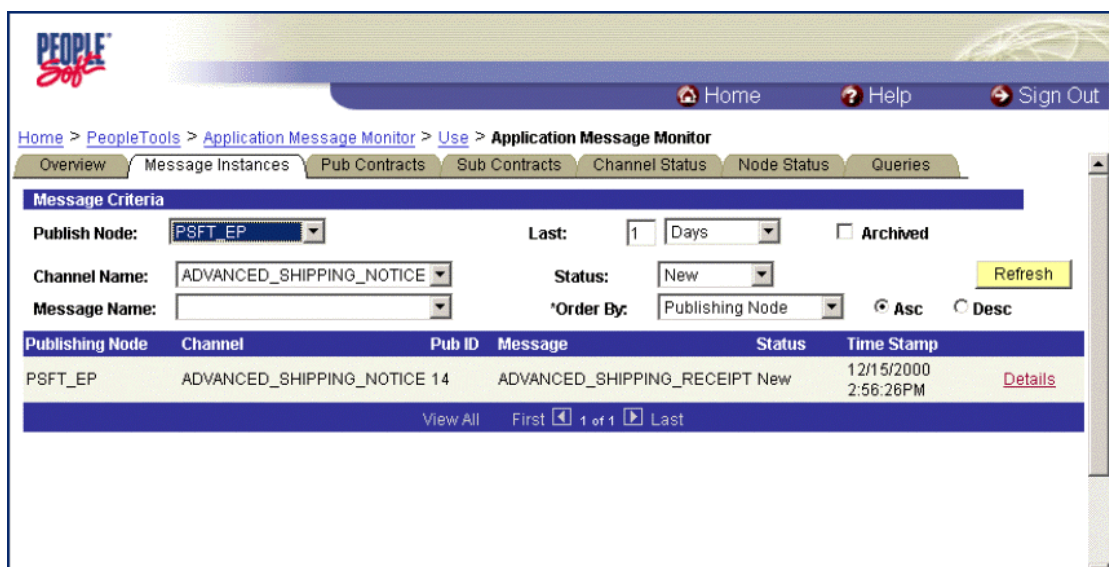 PEOPLE
Soft
Home Help Sign Out
Home > PeopleTools > Application Message Monitor > Use > Application Message Monitor
Overview Message Instances Pub Contracts Sub Contracts Channel Status Node Status Queries
Message Criteria
Publish Node: PSFT_EP Last: 1 Days Archived
Channel Name: ADVANCED_SHIPPING_NOTICE Status: New Refresh
Message Name: *Order By: Publishing Node Asc Desc
Publishing Node Channel Pub ID Message Status Time Stamp
PSFT_EP ADVANCED_SHIPPING_NOTICE 14 ADVANCED_SHIPPING_RECEIPT New 12/15/2000 Details
2:56:26PM
View All First 1 of 1 Last